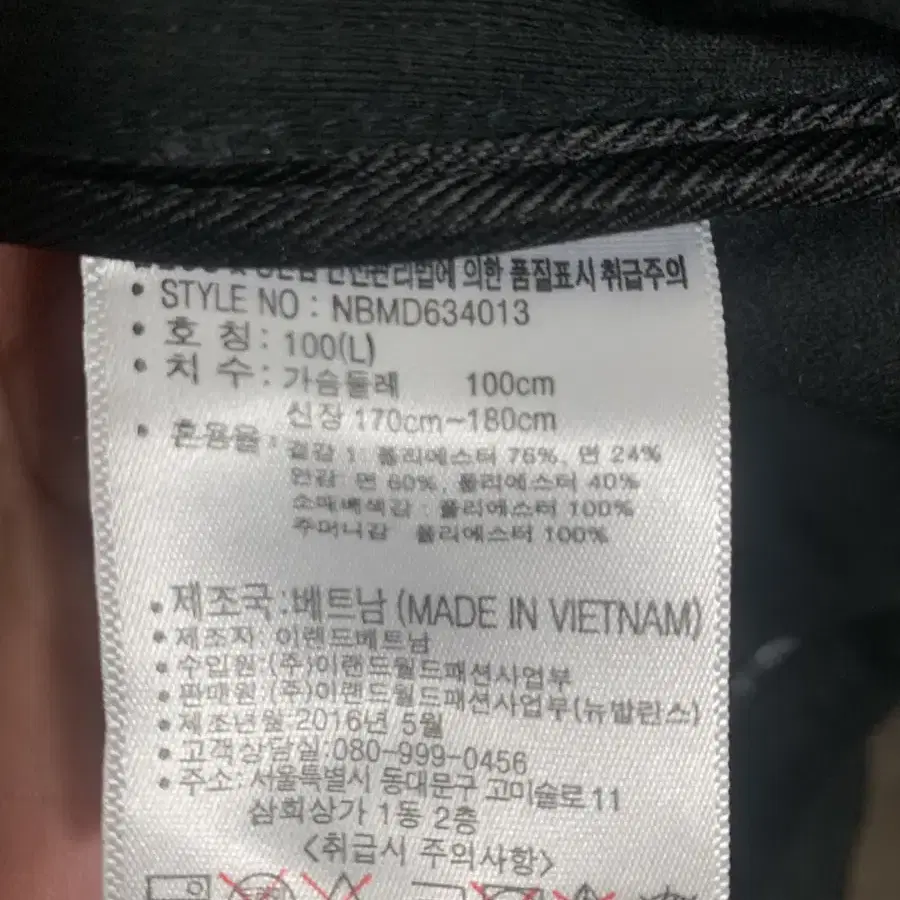 안전관리법에 의한 품질표시 취급주의
• STYLE NO : NBMD634013
• 호 칭 : 100(L)
• 치 수 : 가슴둘레 100cm
신장 170cm~180cm
• 혼용율 : 겉감 1 : 폴리에스터 76%, 면 24%
안감 : 면 60%, 폴리에스터 40%
소매배색감 : 폴리에스터 100%
주머니감 폴리에스터 100%
• 제조국 : 베트남 (MADE IN VIETNAM)
• 제조자: 이랜드베트남
• 수입원 : (주)이랜드월드패션사업부
• 판매원 : (주)이랜드월드패션사업부(뉴발린스)
• 제조년월 2016년 5월
• 고객상담실:080-999-0456
• 주소: 서울특별시 동대문구 고미술로 11
삼희상가 1동 2층
<취급시 주의사항>